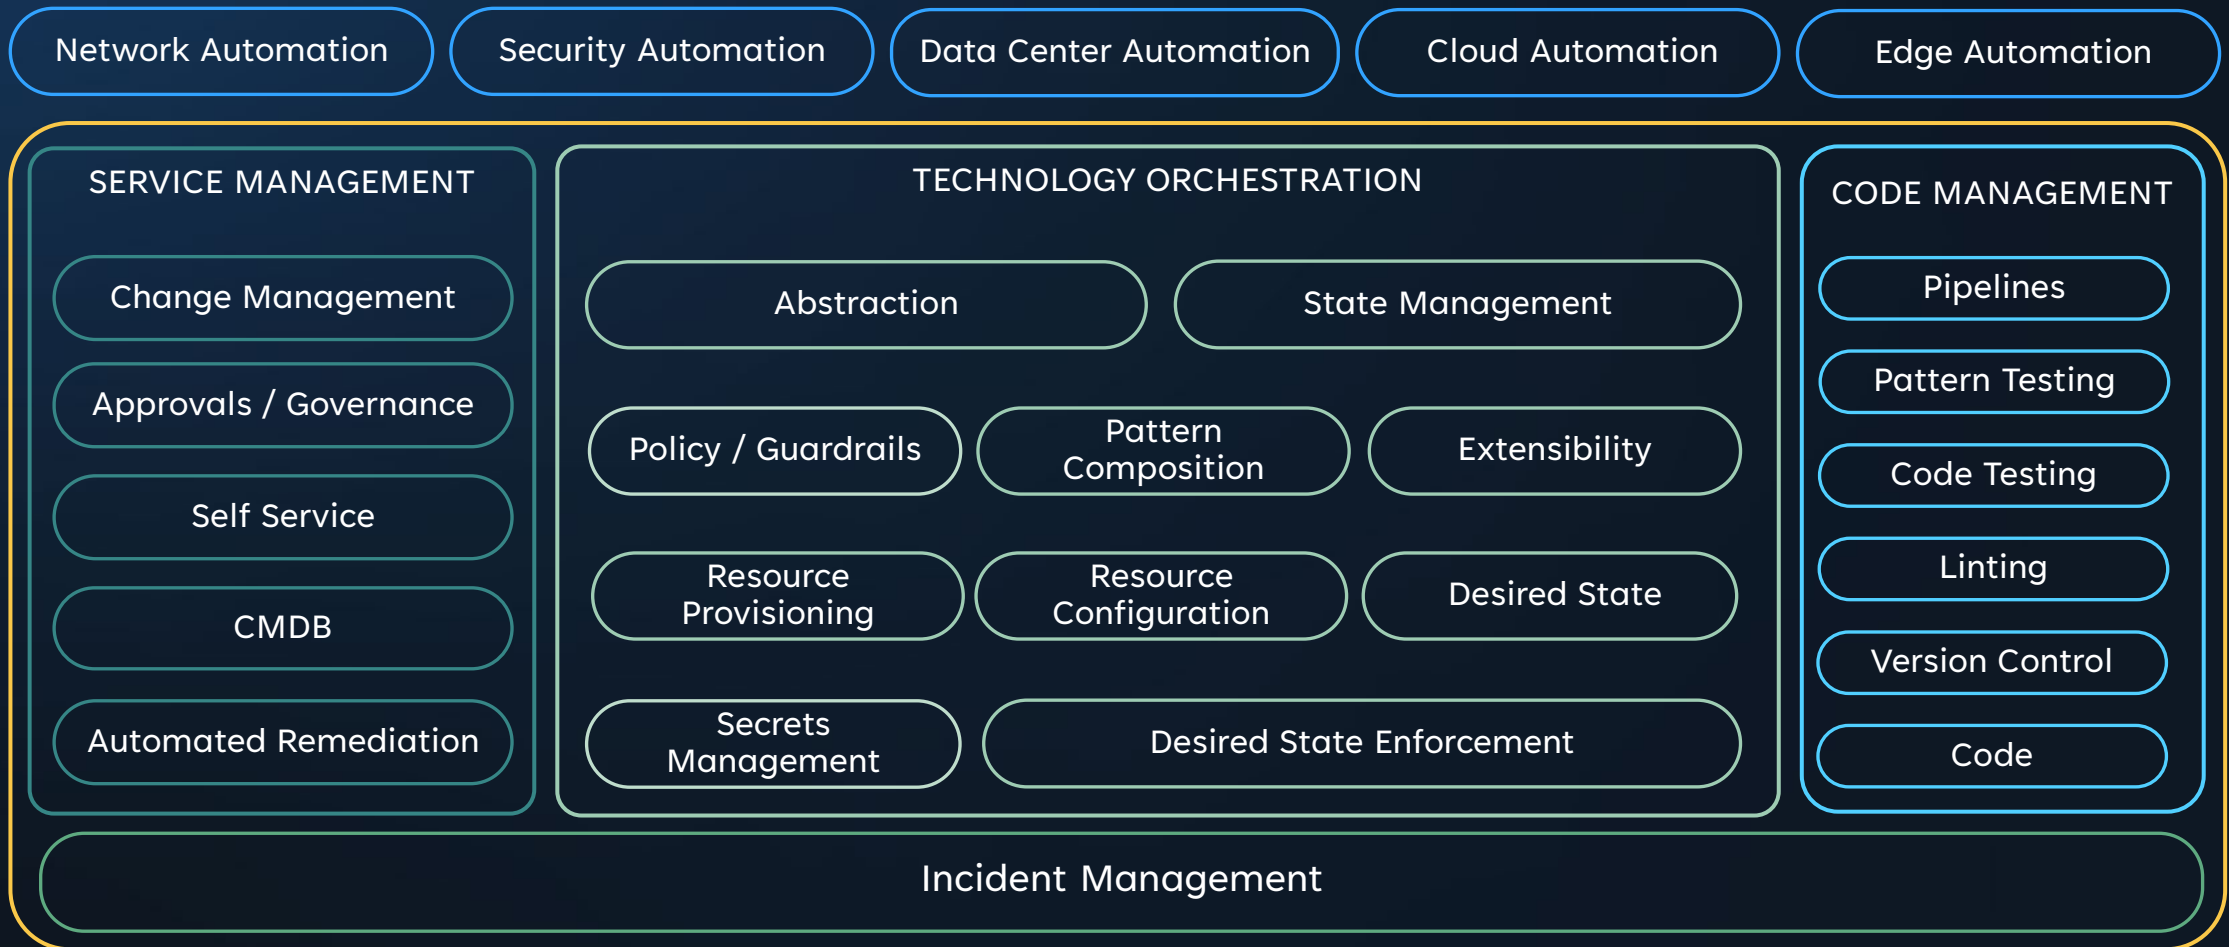 Network Automation
Security Automation
Data Center Automation
Cloud Automation
Edge Automation
SERVICE MANAGEMENT
Change Management
Approvals / Governance
Self Service
CMDB
Automated Remediation
TECHNOLOGY ORCHESTRATION
Abstraction
State Management
Policy / Guardrails
Pattern
Composition
Extensibility
Resource
Provisioning
Resource
Configuration
Desired State
Secrets
Management
Desired State Enforcement
CODE MANAGEMENT
Pipelines
Pattern Testing
Code Testing
Linting
Version Control
Code
Incident Management